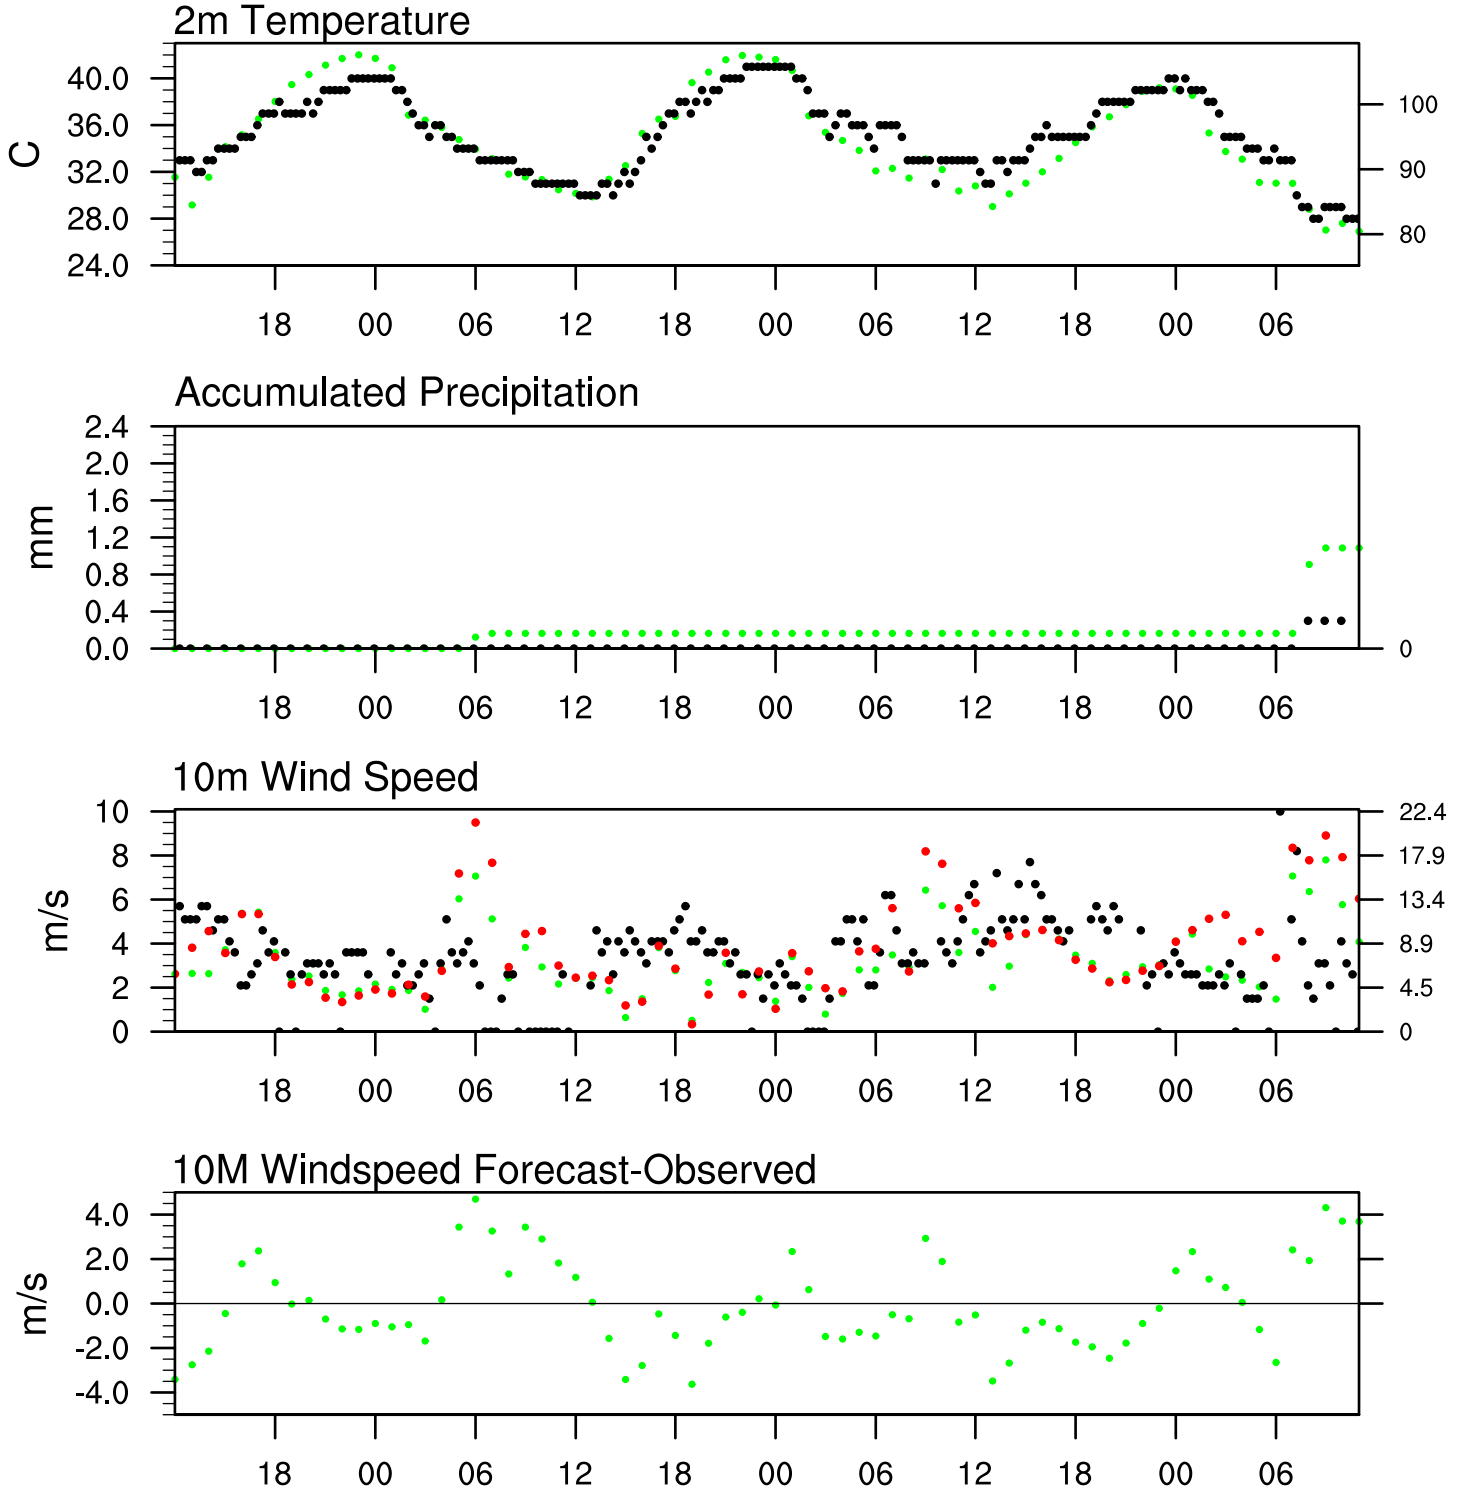 2m Temperature
C
40.0
36.0
32.0
28.0
24.0
100
90
80
18 00 06 12 18 00 06 12 18 00 06
Accumulated Precipitation
mm
2.4
2.0
1.6
1.2
0.8
0.4
0.0
0
18 00 06 12 18 00 06 12 18 00 06
10m Wind Speed
m/s
10
8
6
4
2
0
22.4
17.9
13.4
8.9
4.5
0
18 00 06 12 18 00 06 12 18 00 06
10M Windspeed Forecast-Observed
m/s
4.0
2.0
0.0
-2.0
-4.0
18 00 06 12 18 00 06 12 18 00 06